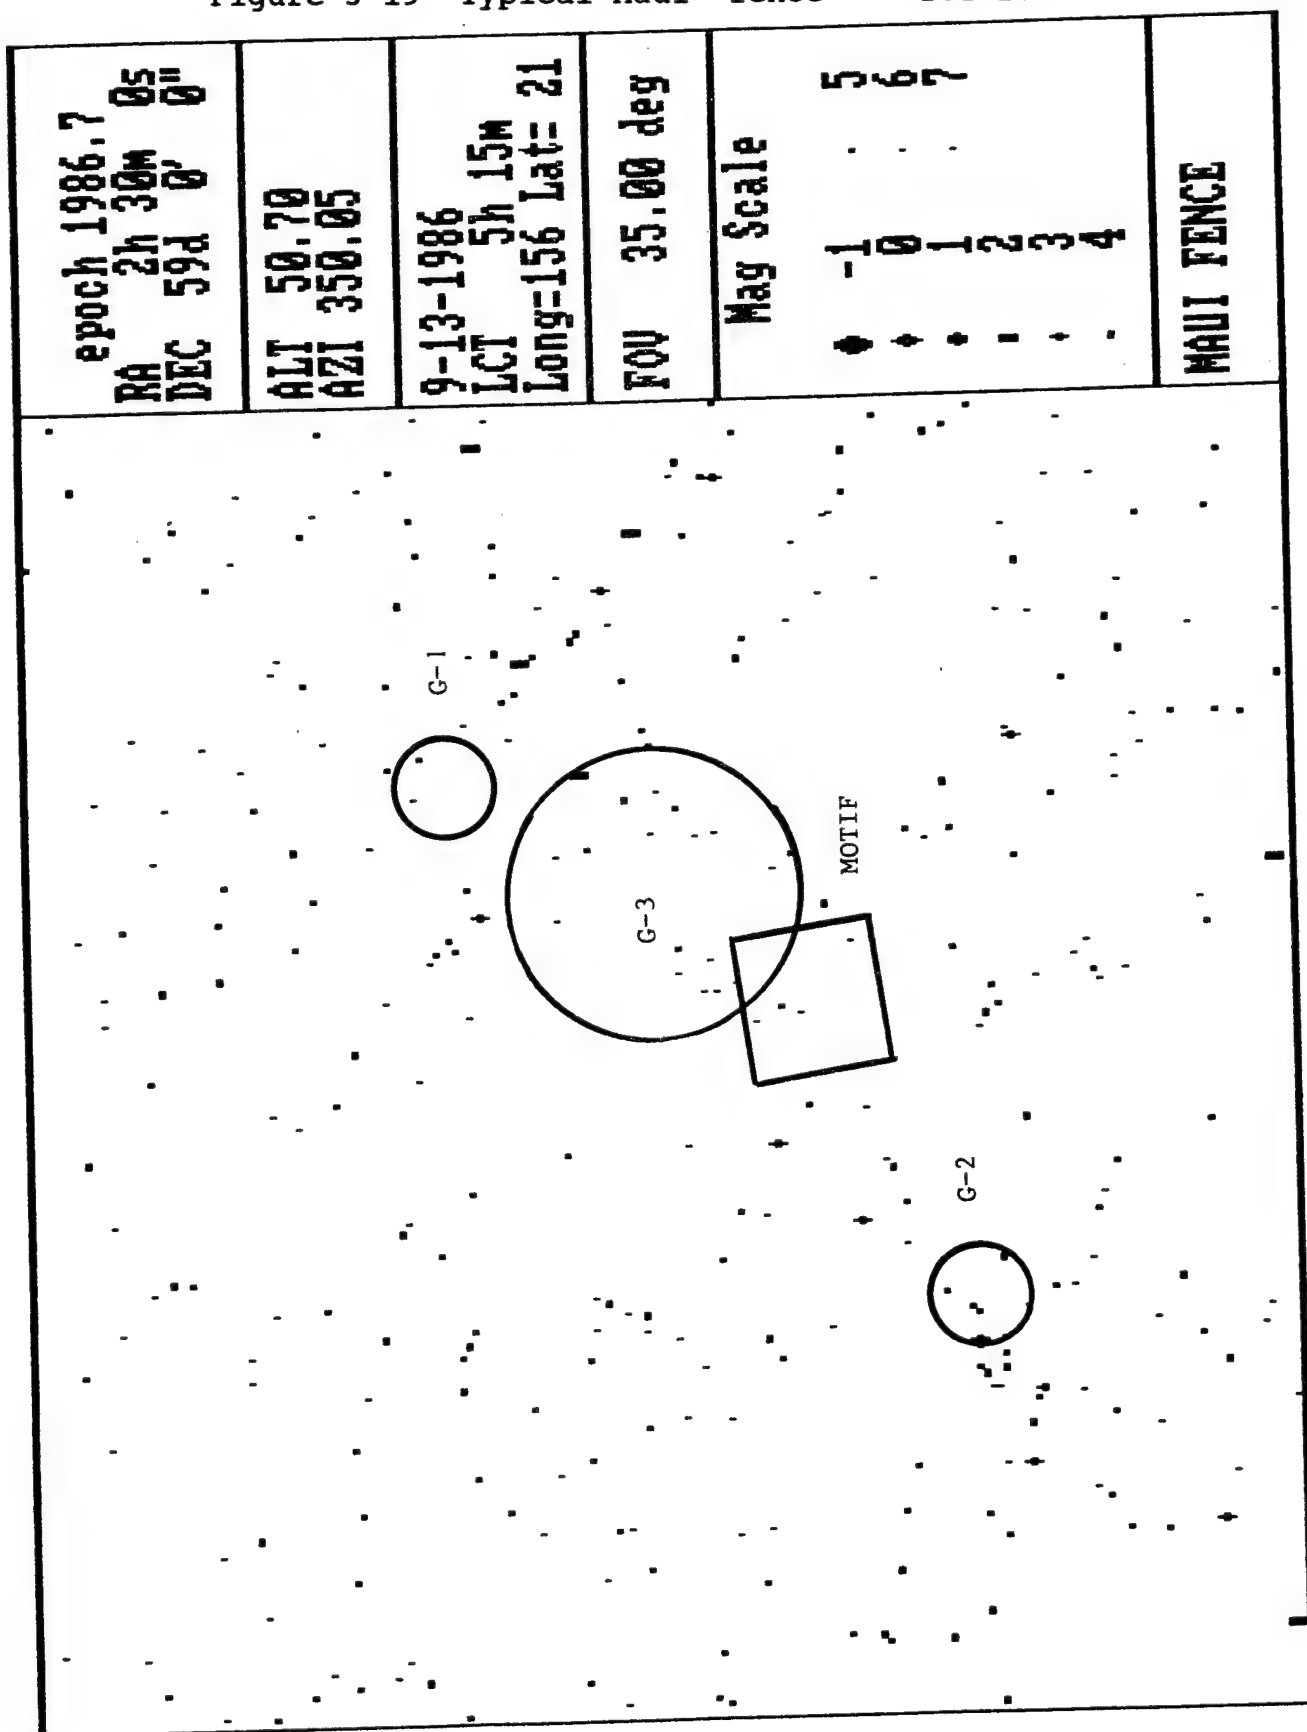 Figure 3-19 Typical Maui "Fence"
epoch 1986.7
RA 2h 30m 0s
DEC 59d 0' 0"
ALT 50.70
AZI 350.05
9-13-1986
LCT 5h 15m
Long=156 Lat= 21
FOV 35.00 deg
Mag Scale
-1 5
0 6
1 7
2
3
4
MAUI FENCE
G-1
G-3
MOTIF
G-2